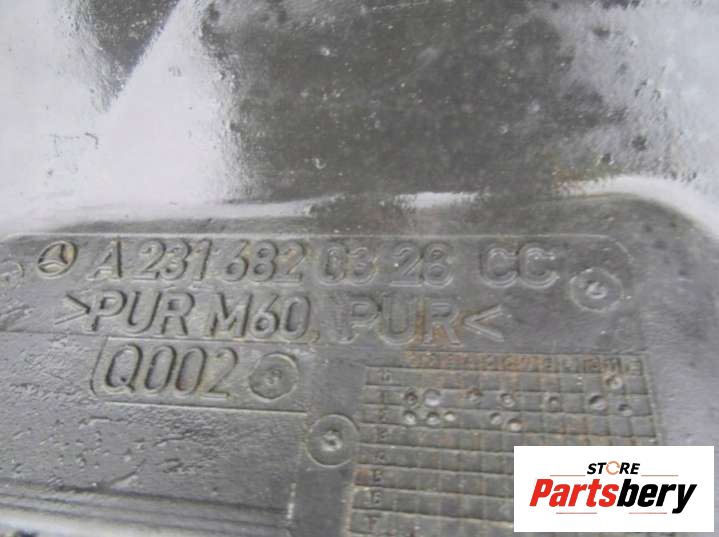 A 231 682 03 28 CC
>PUR M60, PUR<
Q002
STORE
Partsbery